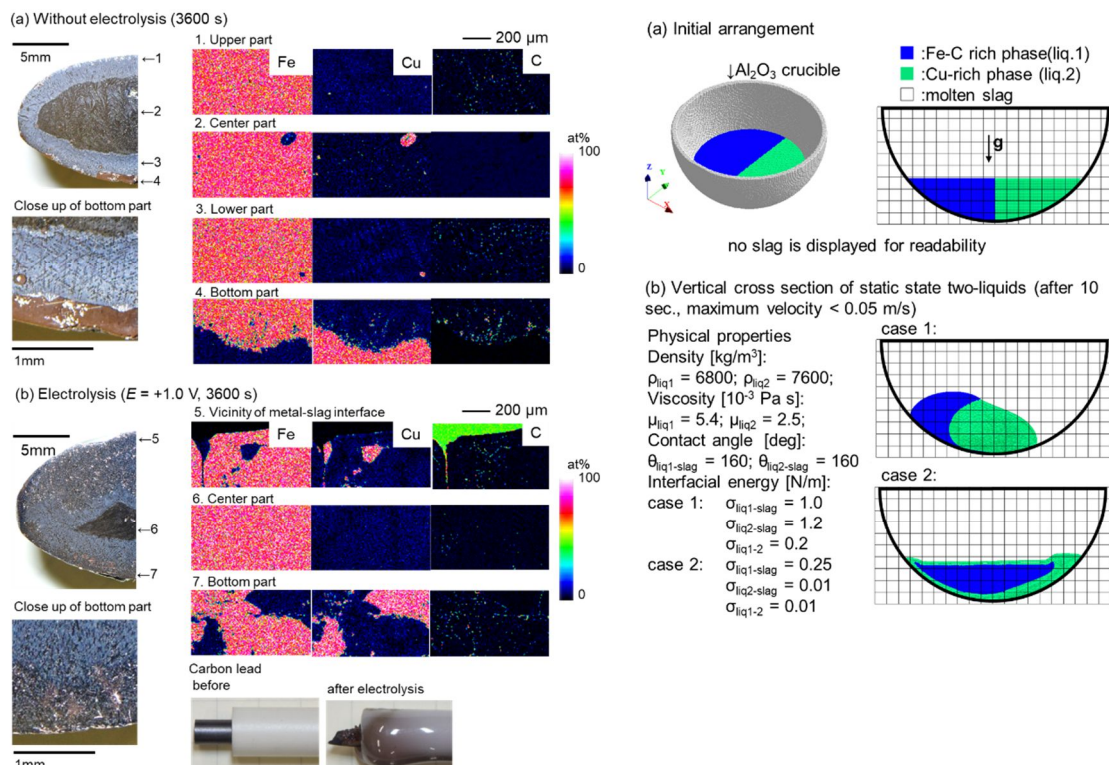 (a) Without electrolysis (3600 s)
5mm
←1
←2
←3
←4
Close up of bottom part
1mm
1. Upper part
200 μm
Fe
Cu
C
2. Center part
3. Lower part
4. Bottom part
at%
100
0
(b) Electrolysis (E = +1.0 V, 3600 s)
5mm
←5
←6
←7
Close up of bottom part
1mm
5. Vicinity of metal-slag interface
200 μm
Fe
Cu
C
6. Center part
7. Bottom part
at%
100
0
Carbon lead
before
after electrolysis
(a) Initial arrangement
↓Al₂O₃ crucible
:Fe-C rich phase(liq.1)
:Cu-rich phase (liq.2)
:molten slag
g
Z
Y
X
no slag is displayed for readability
(b) Vertical cross section of static state two-liquids (after 10
sec., maximum velocity < 0.05 m/s)
Physical properties
Density [kg/m³]:
ρliq1 = 6800; ρliq2 = 7600;
Viscosity [10⁻³ Pa s]:
μliq1 = 5.4; μliq2 = 2.5;
Contact angle [deg]:
θliq1-slag = 160; θliq2-slag = 160
Interfacial energy [N/m]:
case 1: σliq1-slag = 1.0
σliq2-slag = 1.2
σliq1-2 = 0.2
case 2: σliq1-slag = 0.25
σliq2-slag = 0.01
σliq1-2 = 0.01
case 1:
case 2: